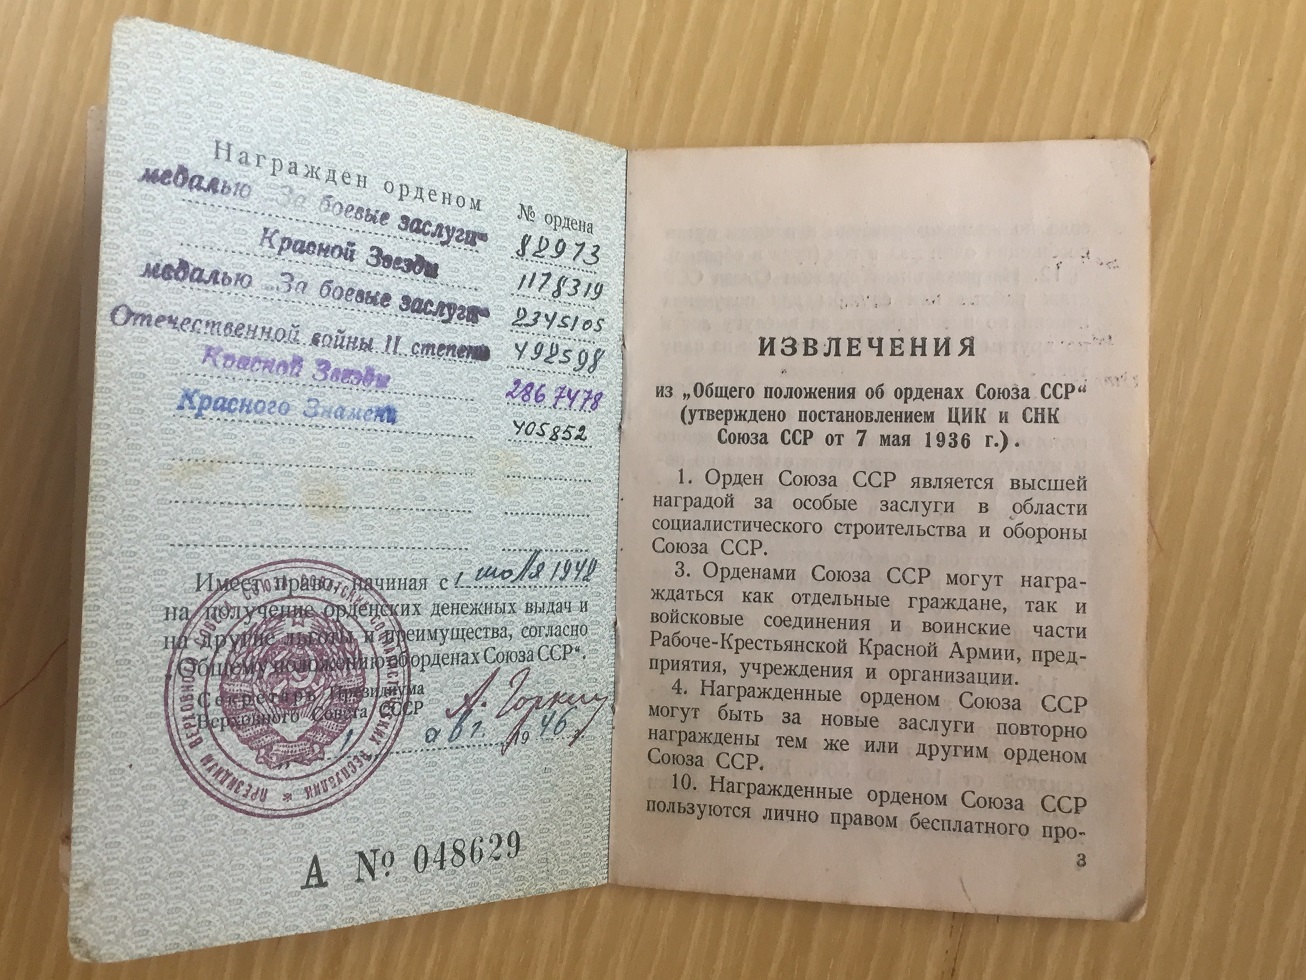 Награжден орденом
№ ордена
медалью „За боевые заслуги“ 82973
Красной Звезды 1178319
медалью „За боевые заслуги“ 2345105
Отечественной войны II степени 492598
Красной Звезды 2867478
Красного Знамени 405852
Имеет право, начиная с 1 июля 1942
на получение орденских денежных выдач и
на другие льготы и преимущества, согласно
„Общему положению об орденах Союза ССР“.
Секретарь Президиума
Верховного Совета СССР
А. Горкин
1 авг. 1946 г.
А № 048629
ИЗВЛЕЧЕНИЯ
из „Общего положения об орденах Союза ССР“
(утверждено постановлением ЦИК и СНК
Союза ССР от 7 мая 1936 г.).
1. Орден Союза ССР является высшей
наградой за особые заслуги в области
социалистического строительства и обороны
Союза ССР.
3. Орденами Союза ССР могут награ-
ждаться как отдельные граждане, так и
войсковые соединения и воинские части
Рабоче-Крестьянской Красной Армии, пред-
приятия, учреждения и организации.
4. Награжденные орденом Союза ССР
могут быть за новые заслуги повторно
награждены тем же или другим орденом
Союза ССР.
10. Награжденные орденом Союза ССР
пользуются лично правом бесплатного про-
3